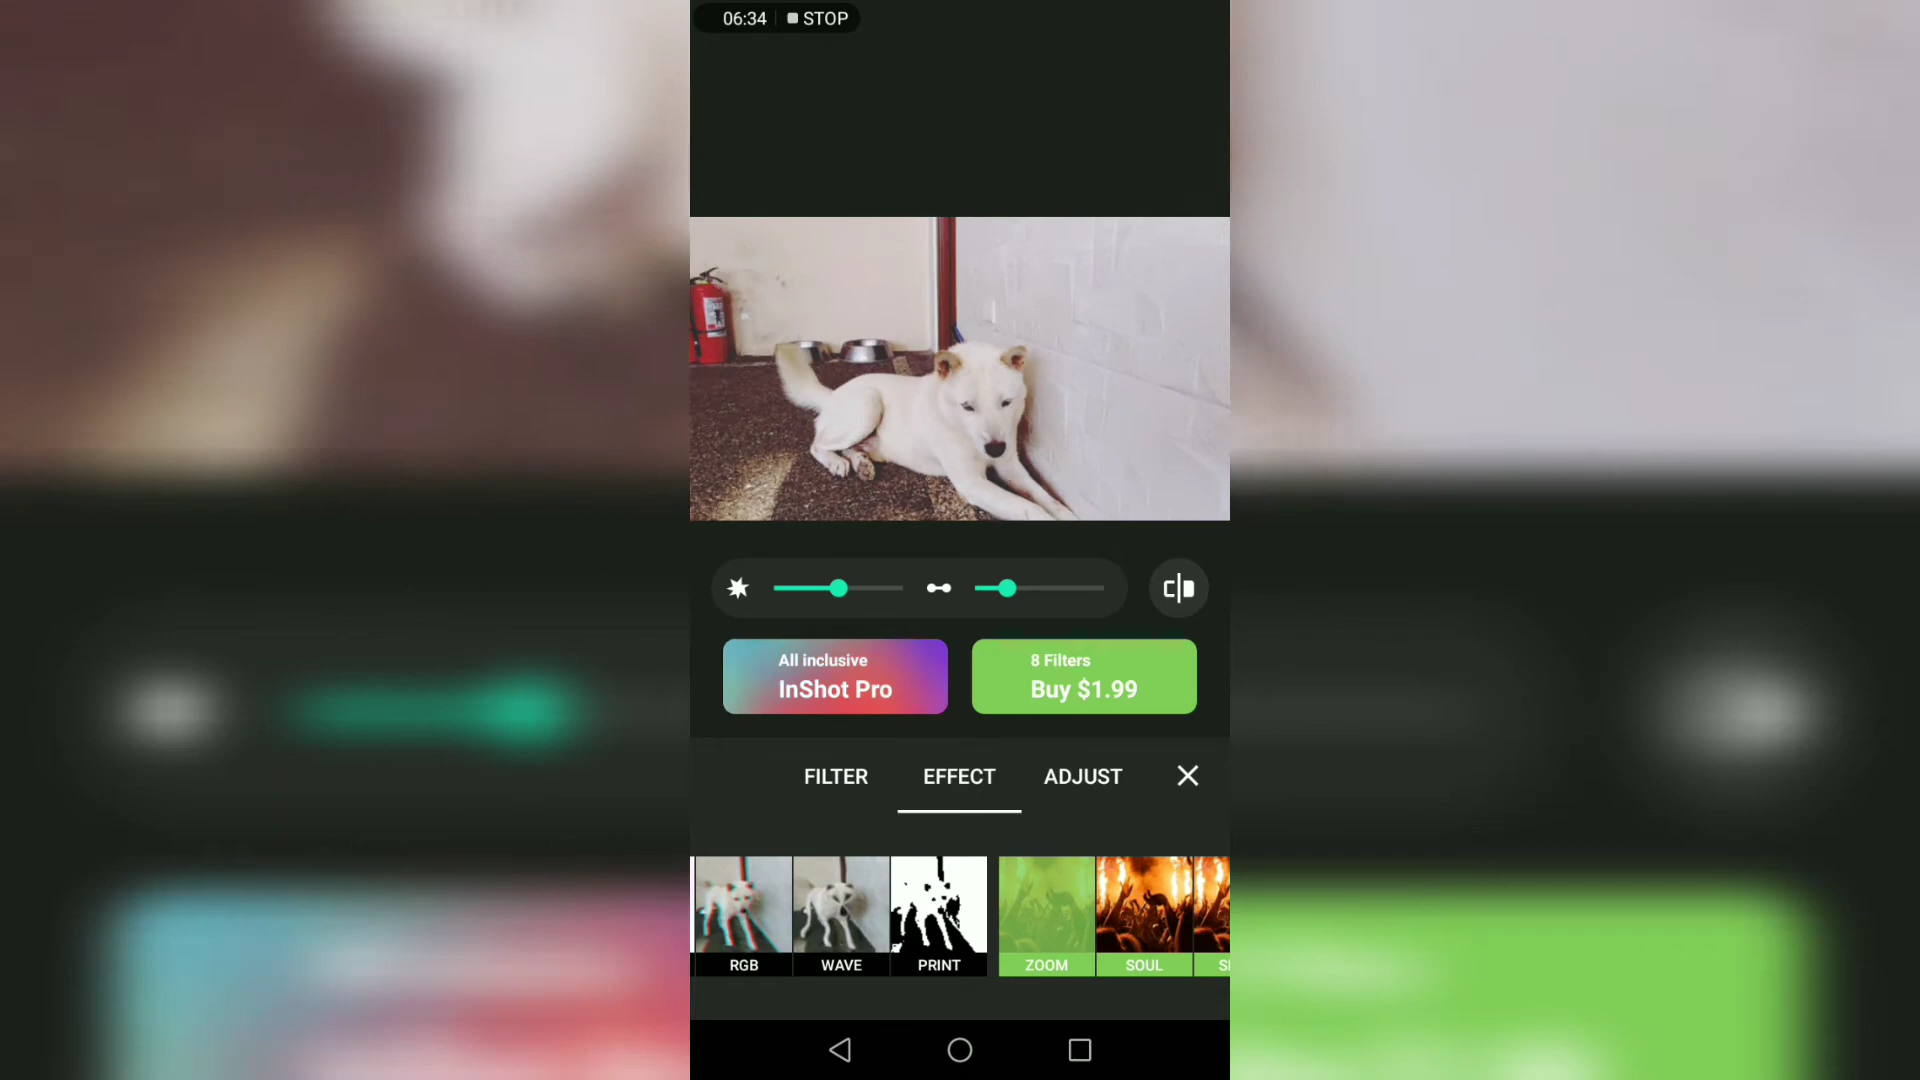 06:34 STOP
All inclusive
InShot Pro
8 Filters
Buy $1.99
FILTER EFFECT ADJUST
RGB WAVE PRINT ZOOM SOUL